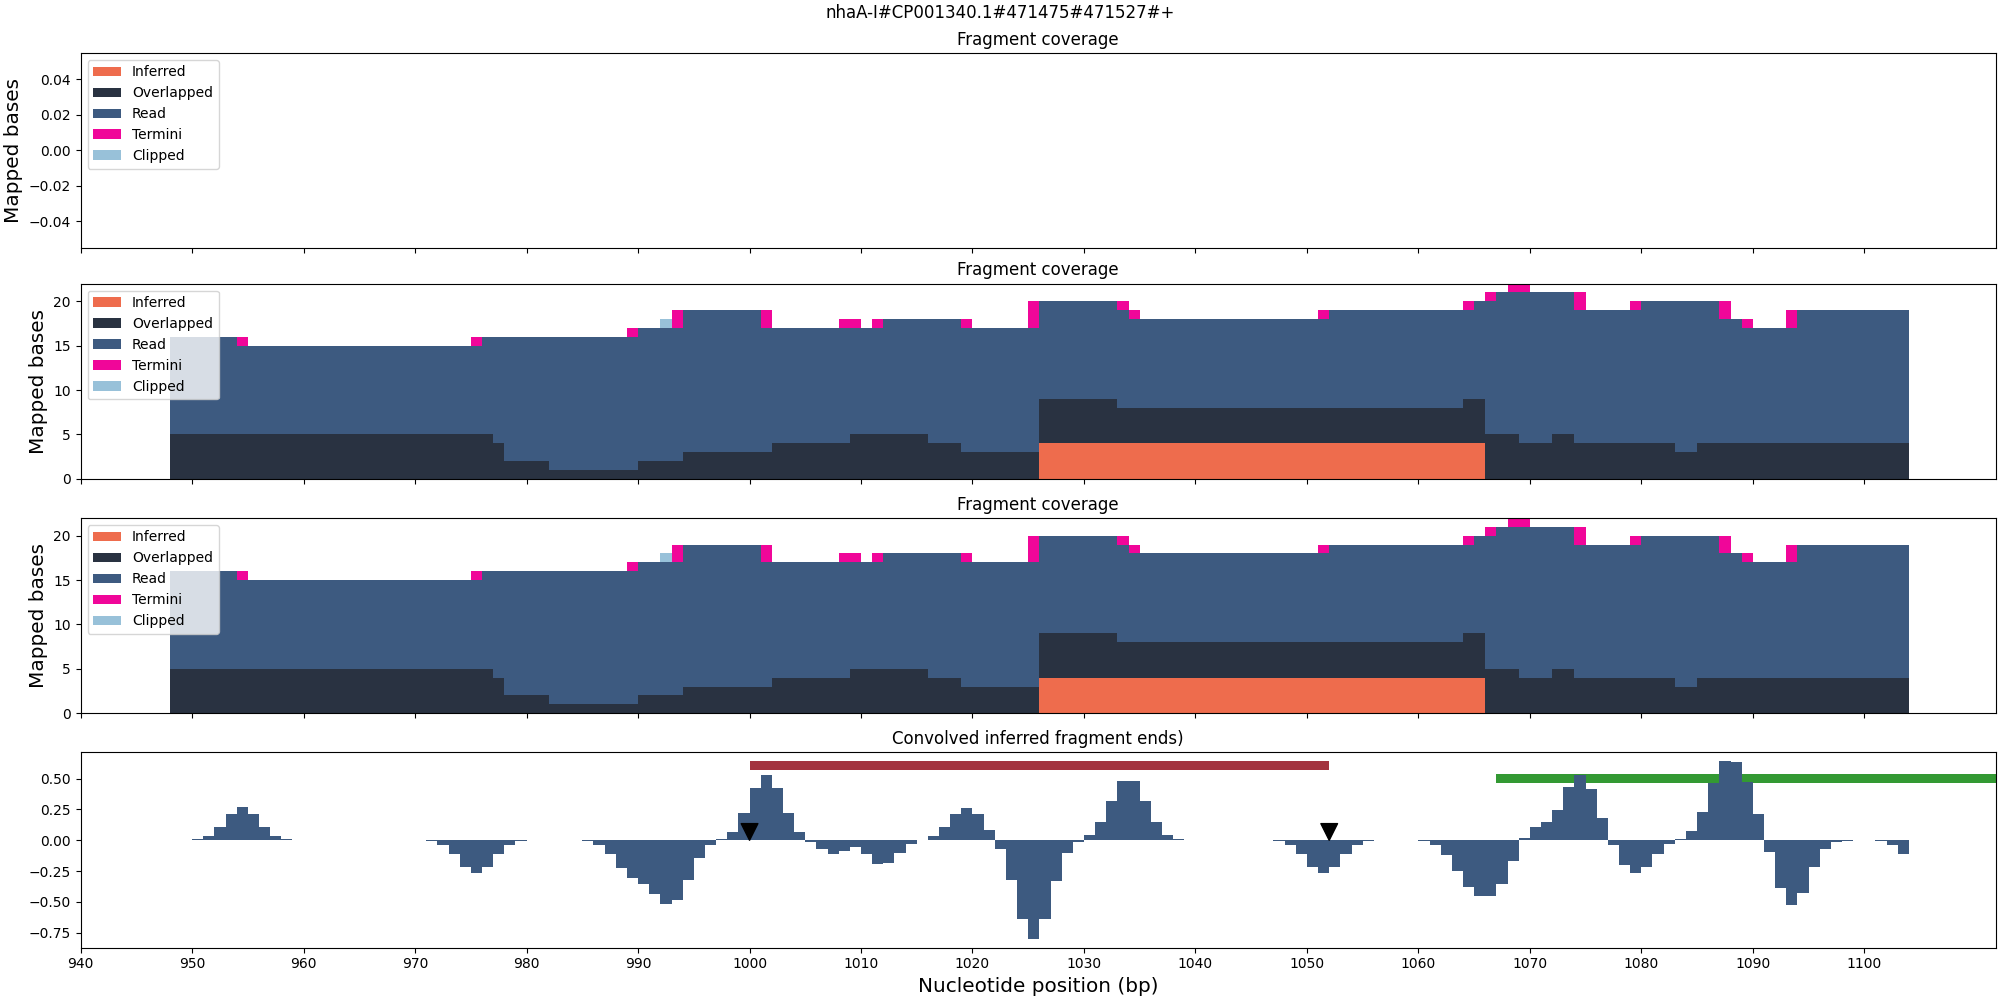 nhaA-I#CP001340.1#471475#471527#+
Fragment coverage
Mapped bases
0.04
0.02
0.00
−0.02
−0.04
Inferred
Overlapped
Read
Termini
Clipped
Fragment coverage
Mapped bases
20
15
10
5
0
Inferred
Overlapped
Read
Termini
Clipped
Fragment coverage
Mapped bases
20
15
10
5
0
Inferred
Overlapped
Read
Termini
Clipped
Convolved inferred fragment ends)
0.50
0.25
0.00
−0.25
−0.50
−0.75
940 950 960 970 980 990 1000 1010 1020 1030 1040 1050 1060 1070 1080 1090 1100
Nucleotide position (bp)